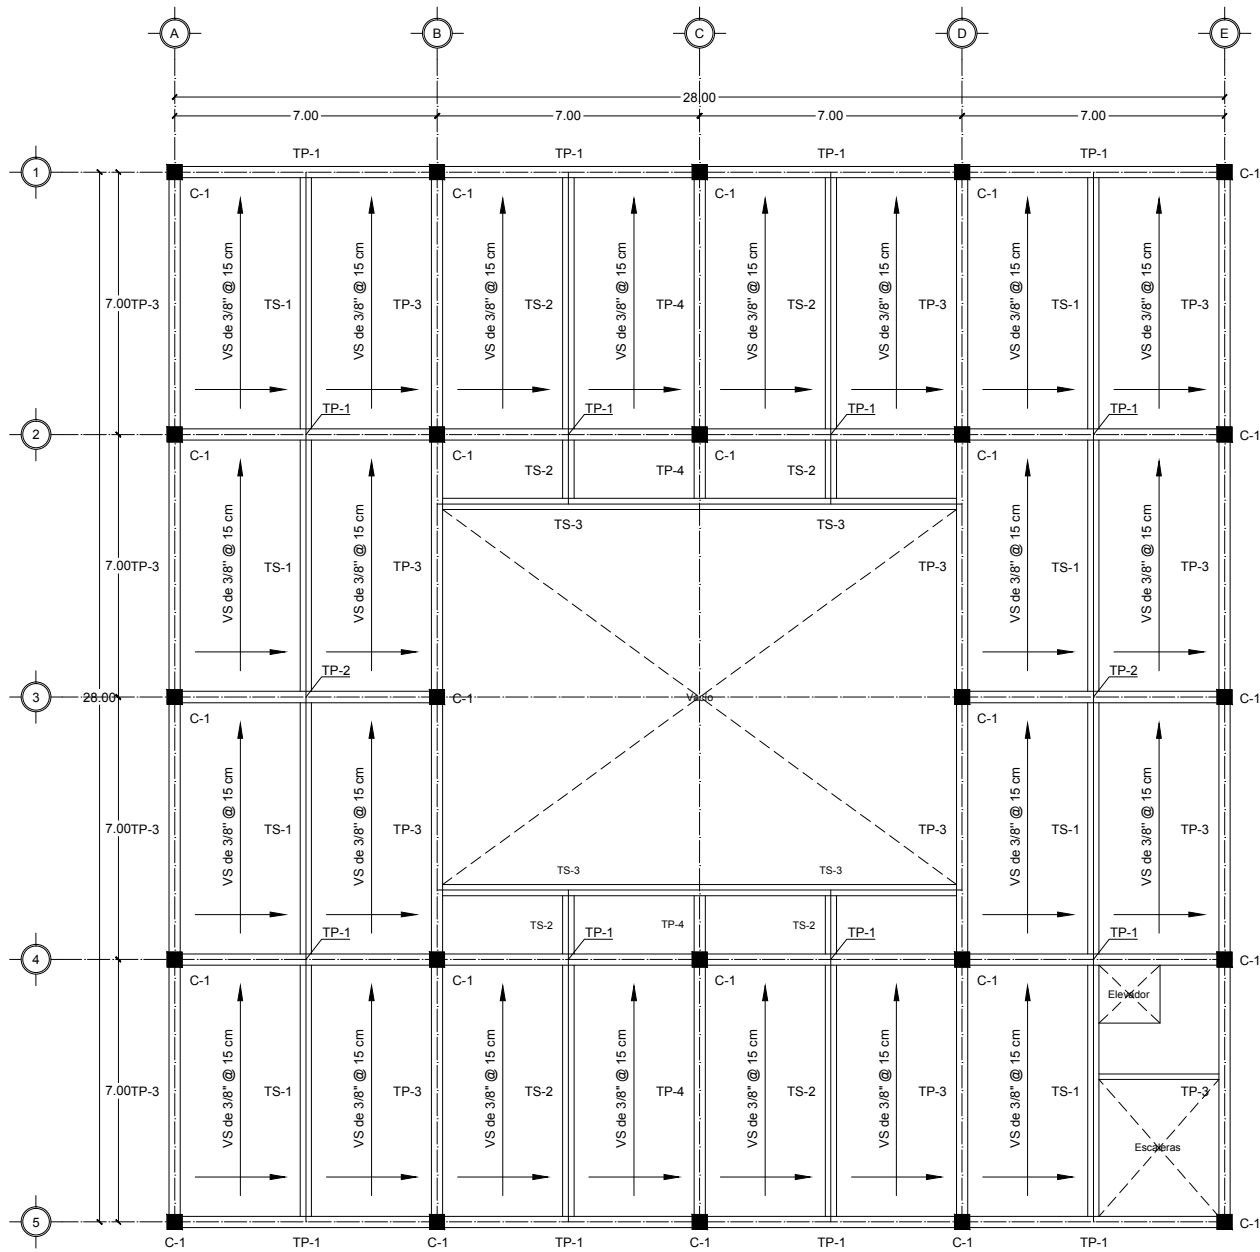 A
B
C
D
E
28.00
7.00
7.00
7.00
7.00
TP-1
TP-1
TP-1
TP-1
1
C-1
C-1
C-1
C-1
C-1
VS de 3/8" @ 15 cm
VS de 3/8" @ 15 cm
VS de 3/8" @ 15 cm
VS de 3/8" @ 15 cm
VS de 3/8" @ 15 cm
VS de 3/8" @ 15 cm
VS de 3/8" @ 15 cm
VS de 3/8" @ 15 cm
7.00
TP-3
TS-1
TP-3
TS-2
TP-4
TS-2
TP-3
TS-1
TP-3
TP-1
TP-1
TP-1
TP-1
2
C-1
C-1
C-1
C-1
C-1
TS-2
TP-4
TS-2
TS-3
TS-3
VS de 3/8" @ 15 cm
VS de 3/8" @ 15 cm
VS de 3/8" @ 15 cm
VS de 3/8" @ 15 cm
7.00
TP-3
TS-1
TP-3
TP-3
TS-1
TP-3
TP-2
TP-2
3
28.00
C-1
Vacio
C-1
C-1
C-1
VS de 3/8" @ 15 cm
VS de 3/8" @ 15 cm
VS de 3/8" @ 15 cm
VS de 3/8" @ 15 cm
7.00
TP-3
TS-1
TP-3
TP-3
TS-1
TP-3
TS-3
TS-3
TS-2
TP-4
TS-2
TP-1
TP-1
TP-1
TP-1
4
C-1
C-1
C-1
C-1
C-1
Elevador
VS de 3/8" @ 15 cm
VS de 3/8" @ 15 cm
VS de 3/8" @ 15 cm
VS de 3/8" @ 15 cm
VS de 3/8" @ 15 cm
VS de 3/8" @ 15 cm
VS de 3/8" @ 15 cm
7.00
TP-3
TS-1
TP-3
TS-2
TP-4
TS-2
TP-3
TS-1
TP-3
Escaleras
5
C-1
C-1
TP-1
C-1
TP-1
C-1
TP-1
C-1
TP-1